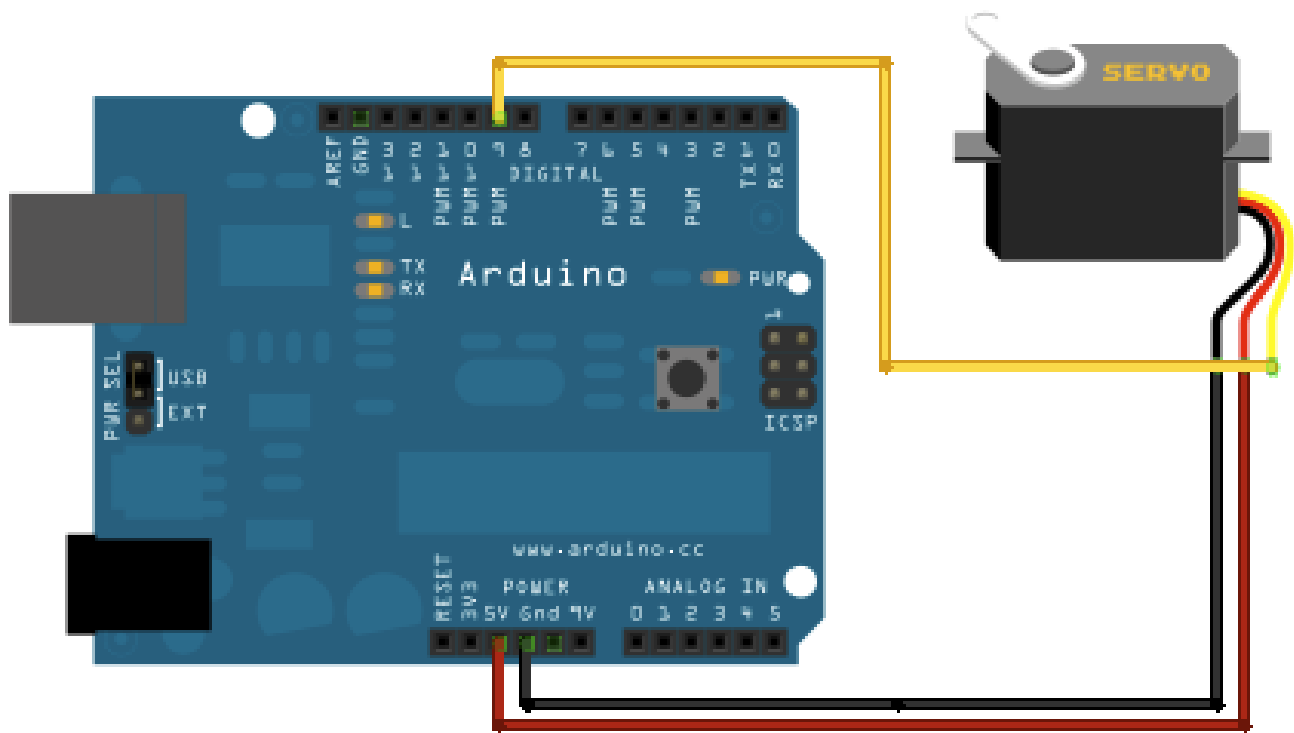 SERVO
AREF GND 13 12 11 10 9 8 7 6 5 4 3 2 1 0
DIGITAL
PWM PWM PWM PWM PWM PWM TX RX
L
TX
RX
Arduino
PWR
1
PWR SEL
USB
EXT
ICSP
www.arduino.cc
RESET 3V3
POWER
ANALOG IN
5V Gnd 9V 0 1 2 3 4 5